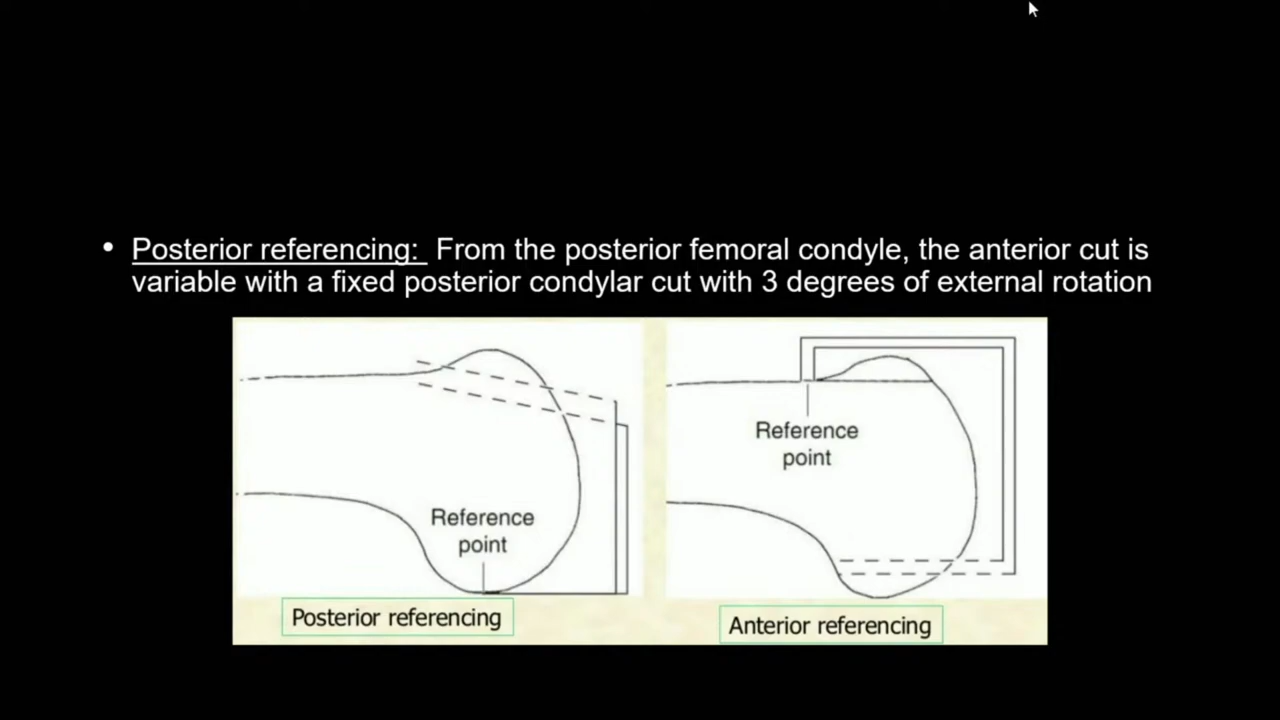 • Posterior referencing: From the posterior femoral condyle, the anterior cut is
variable with a fixed posterior condylar cut with 3 degrees of external rotation
Reference
point
Posterior referencing
Reference
point
Anterior referencing